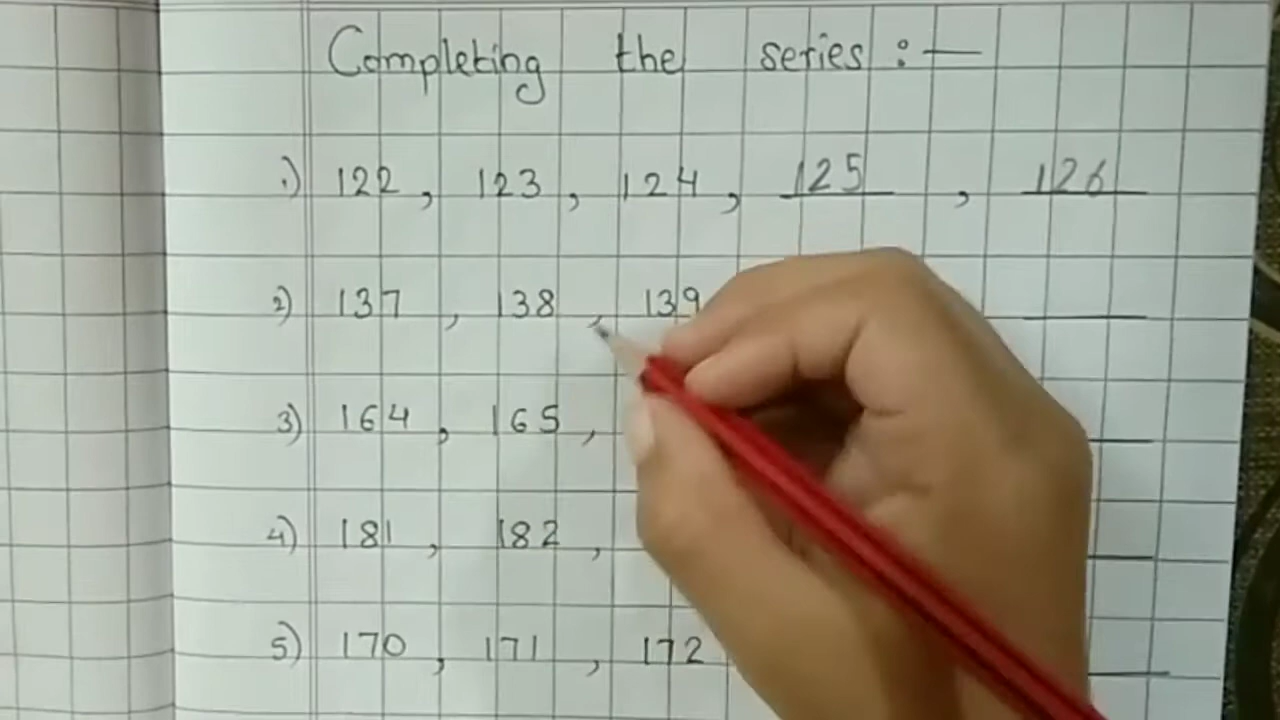 Completing the series :—
1) 122 , 123 , 124 , 125 , 126
2) 137 , 138 , 139
3) 164 , 165 ,
4) 181 , 182 ,
5) 170 , 171 , 172